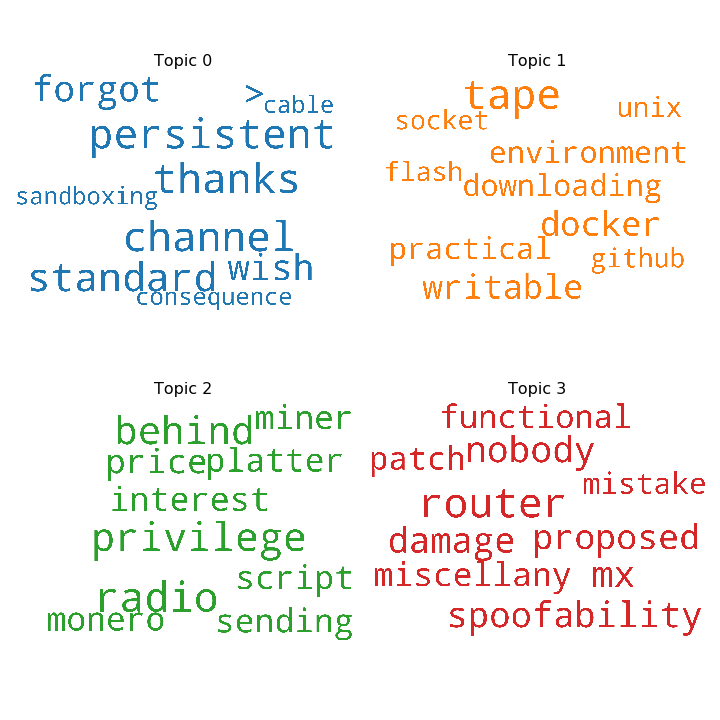 Topic 0
forgot >
cable
persistent
thanks
sandboxing
channel
standard wish
consequence
Topic 1
tape
socket unix
environment
flash downloading
docker
practical github
writable
Topic 2
behind miner
price platter
interest
privilege
script
radio
monero sending
Topic 3
functional
patch nobody
mistake
router
damage proposed
miscellany mx
spoofability